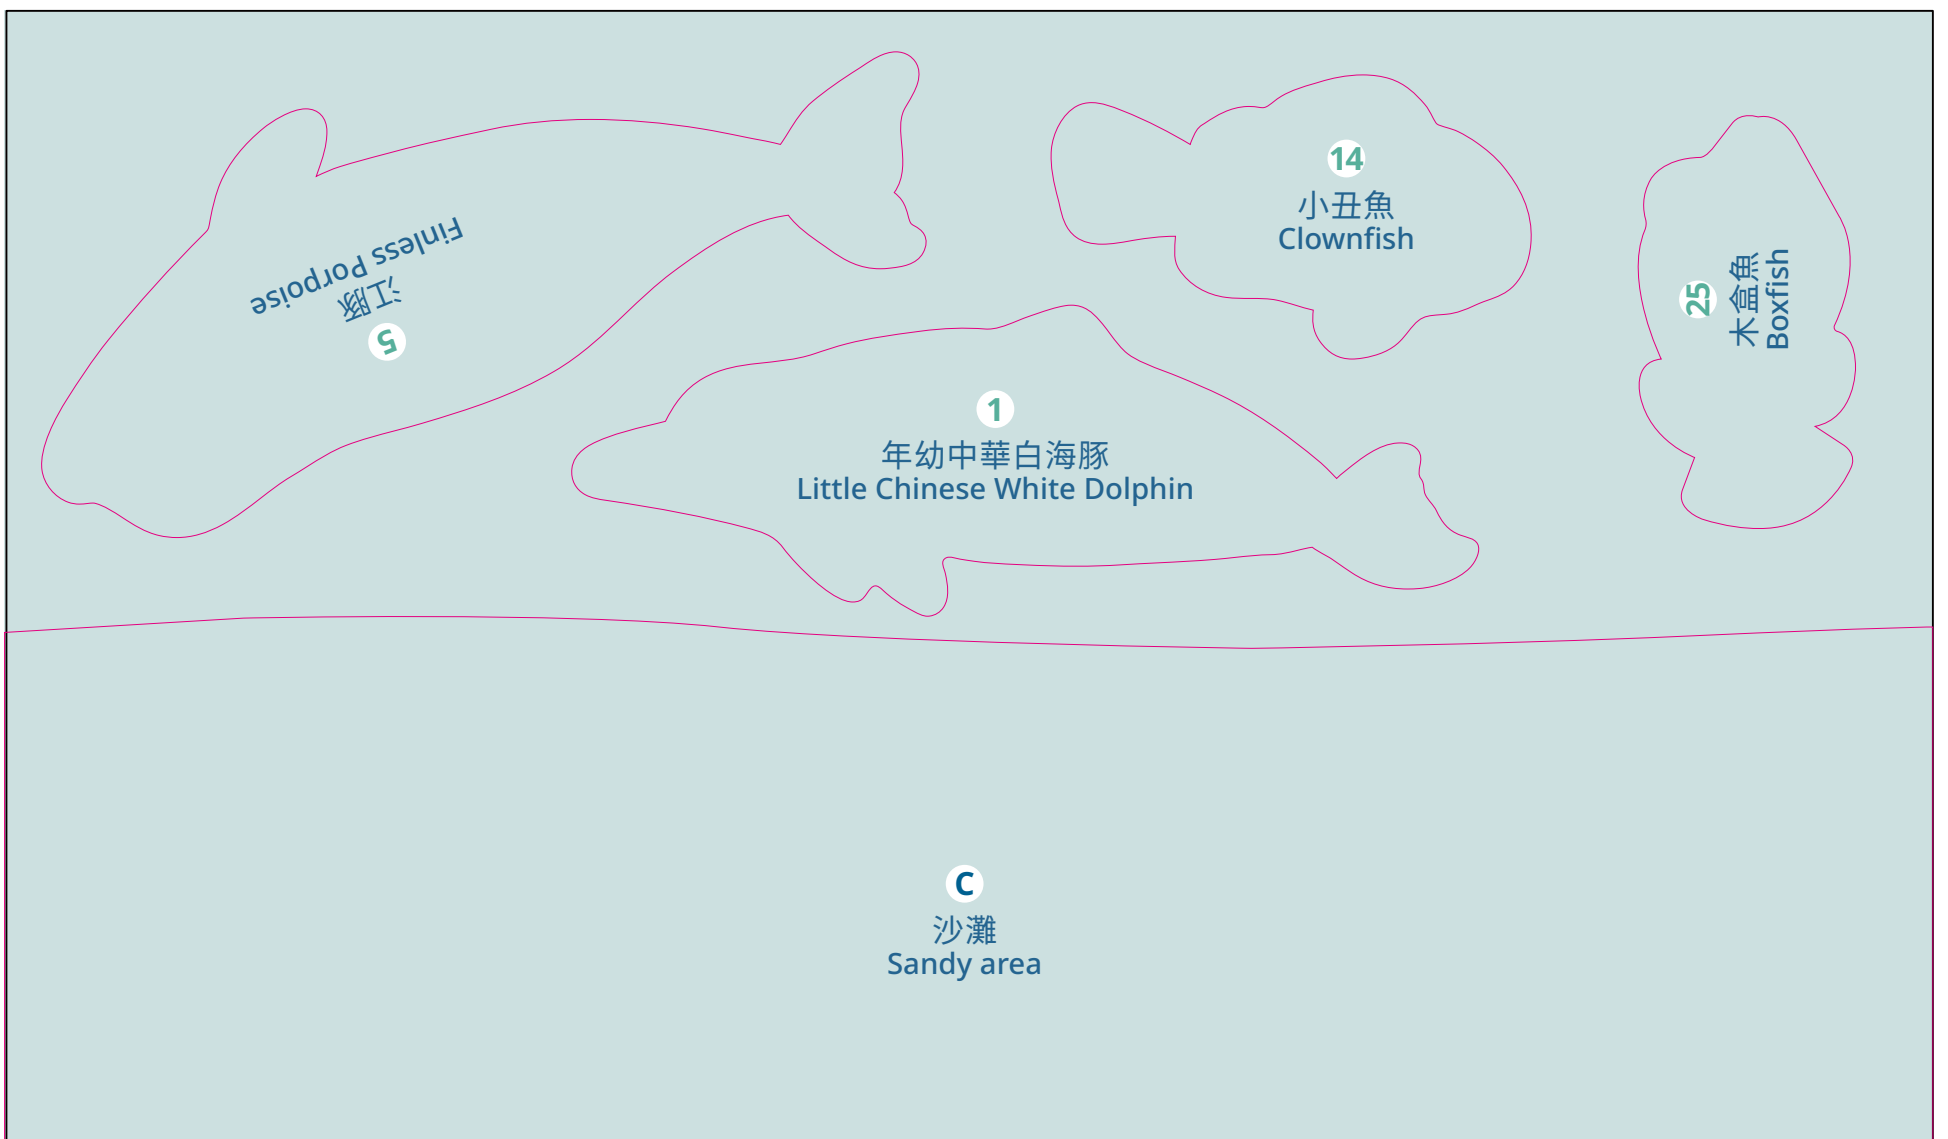 5
江豚
Finless Porpoise
14
小丑魚
Clownfish
25
木盒魚
Boxfish
1
年幼中華白海豚
Little Chinese White Dolphin
C
沙灘
Sandy area